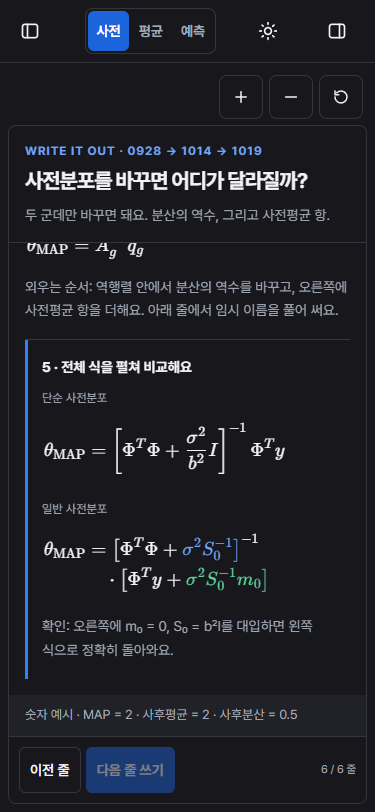 사전 평균 예측
WRITE IT OUT · 0928 → 1014 → 1019
사전분포를 바꾸면 어디가 달라질까?
두 군데만 바꾸면 돼요. 분산의 역수, 그리고 사전평균 항.
θ_MAP = A_g q_g
외우는 순서: 역행렬 안에서 분산의 역수를 바꾸고, 오른쪽에
사전평균 항을 더해요. 아래 줄에서 임시 이름을 풀어 써요.
5 · 전체 식을 펼쳐 비교해요
단순 사전분포
θ_MAP = [Φ^T Φ + σ²/b² I]^−1 Φ^T y
일반 사전분포
θ_MAP = [Φ^T Φ + σ² S_0^−1]^−1
· [Φ^T y + σ² S_0^−1 m_0]
확인: 오른쪽에 m₀ = 0, S₀ = b²I를 대입하면 왼쪽
식으로 정확히 돌아와요.
숫자 예시 · MAP = 2 · 사후평균 = 2 · 사후분산 = 0.5
이전 줄 다음 줄 쓰기 6 / 6 줄